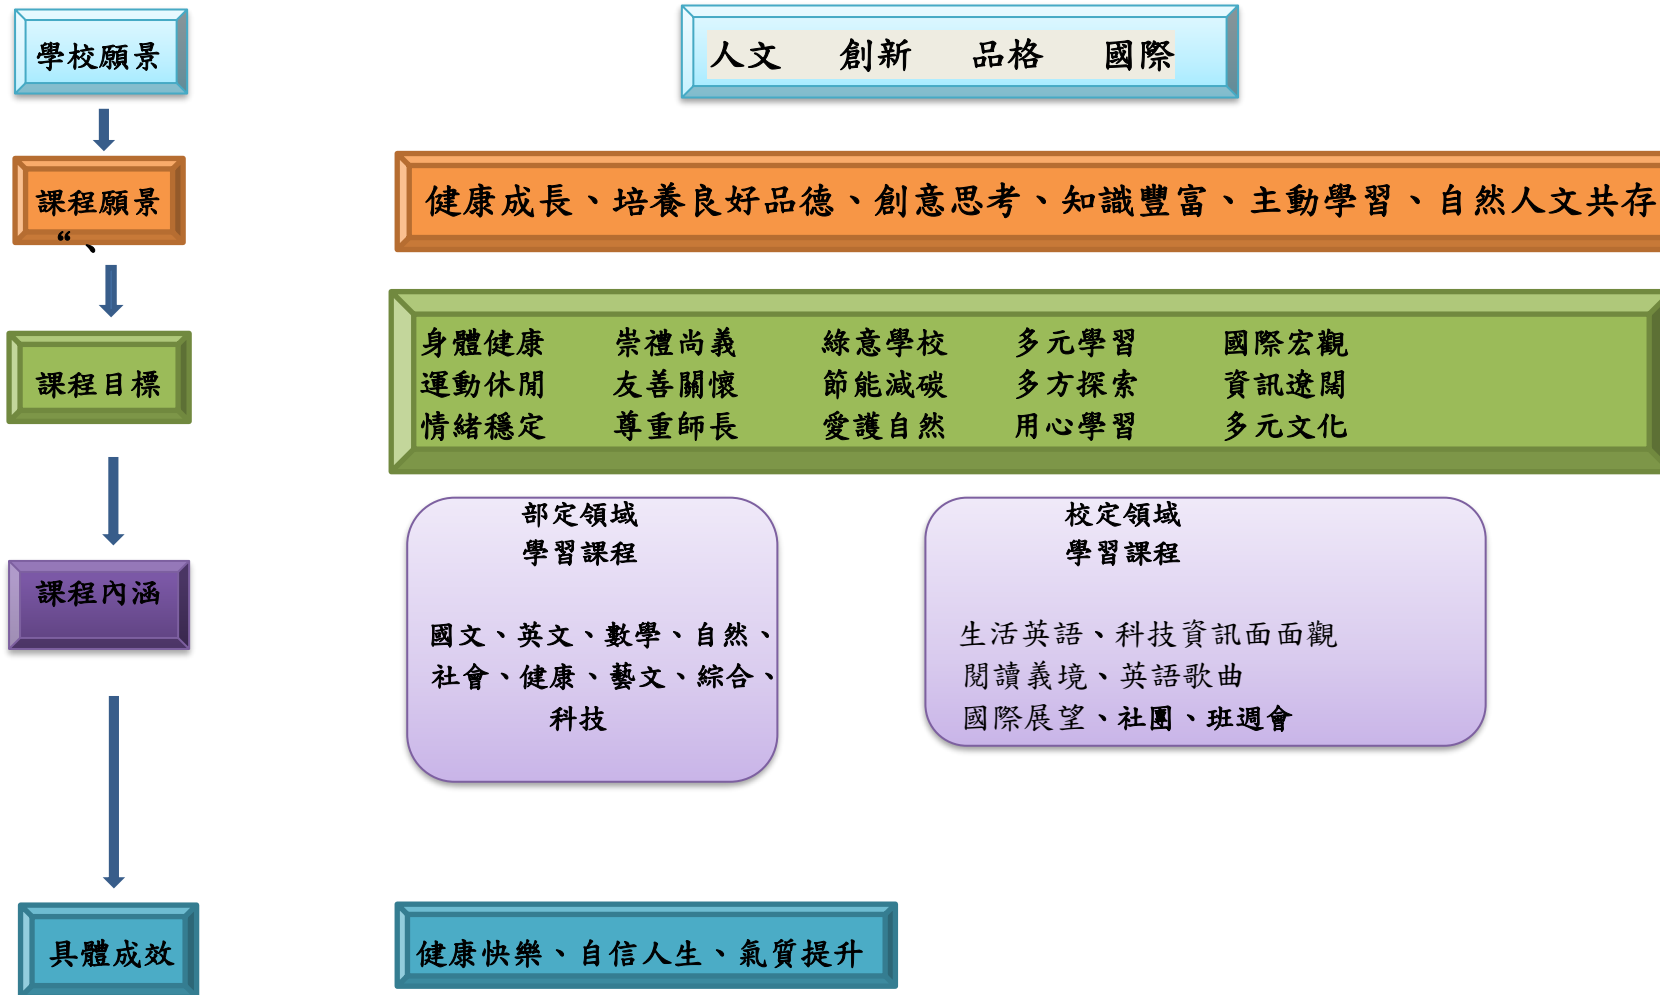 學校願景
人文 創新 品格 國際
課程願景
“、
健康成長、培養良好品德、創意思考、知識豐富、主動學習、自然人文共存
課程目標
身體健康 崇禮尚義 綠意學校 多元學習 國際宏觀
運動休閒 友善關懷 節能減碳 多方探索 資訊遼闊
情緒穩定 尊重師長 愛護自然 用心學習 多元文化
課程內涵
部定領域
學習課程
國文、英文、數學、自然、
社會、健康、藝文、綜合、
科技
校定領域
學習課程
生活英語、科技資訊面面觀
閱讀義境、英語歌曲
國際展望、社團、班週會
具體成效
健康快樂、自信人生、氣質提升